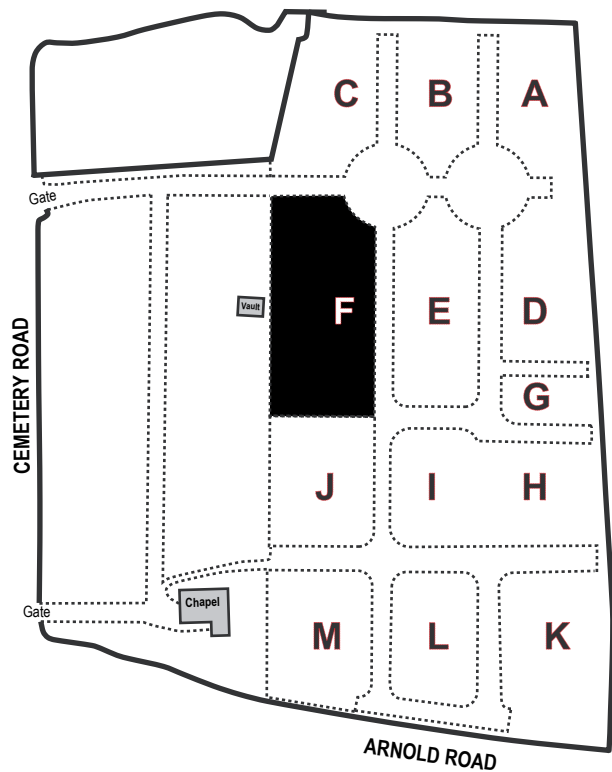 C B A
Gate
Vault
F E D
G
CEMETERY ROAD
J I H
Chapel
Gate
M L K
ARNOLD ROAD